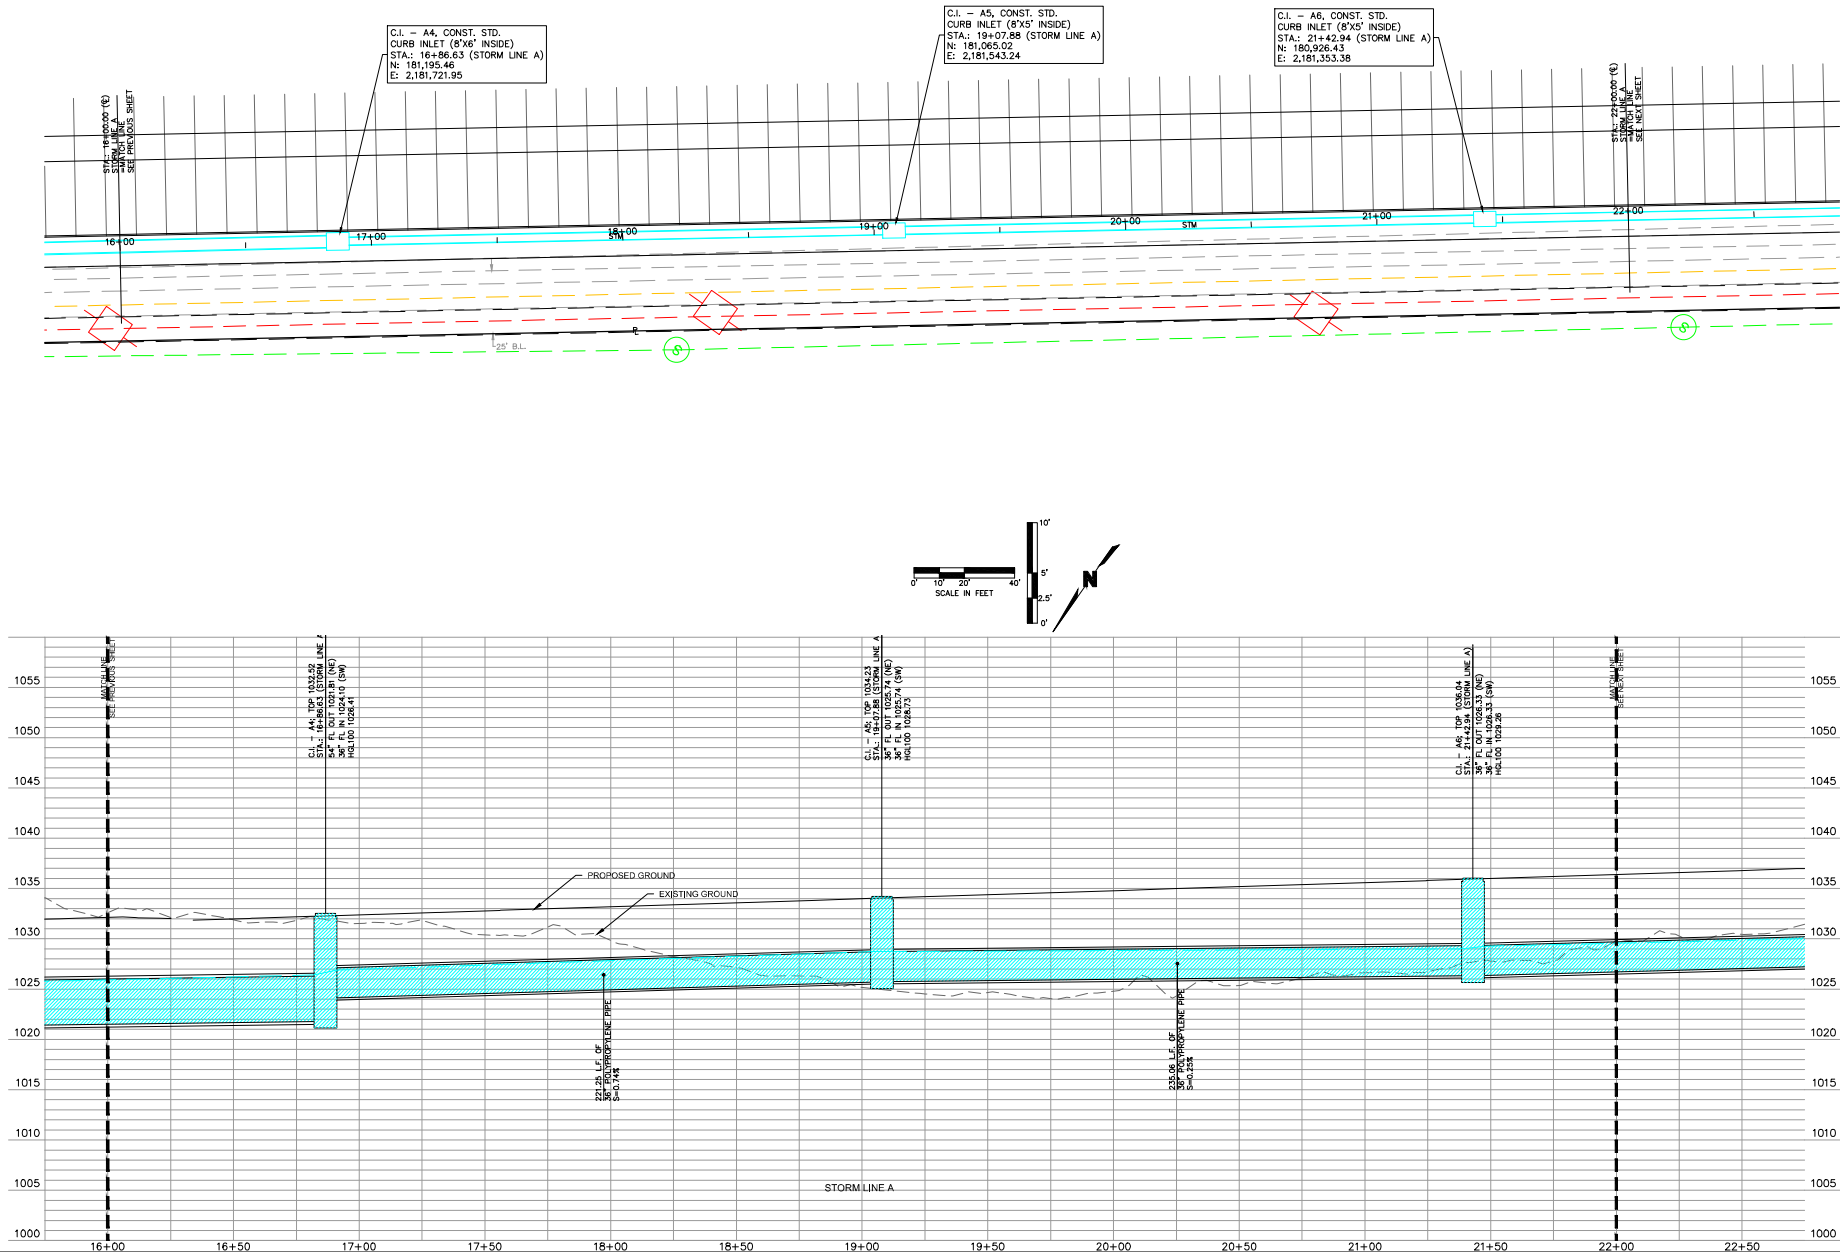 C.I. – A4, CONST. STD.
CURB INLET (8'X6' INSIDE)
STA.: 16+86.63 (STORM LINE A)
N: 181,195.46
E: 2,181,721.95
C.I. – A5, CONST. STD.
CURB INLET (8'X5' INSIDE)
STA.: 19+07.88 (STORM LINE A)
N: 181,065.02
E: 2,181,543.24
C.I. – A6, CONST. STD.
CURB INLET (8'X5' INSIDE)
STA.: 21+42.94 (STORM LINE A)
N: 180,926.43
E: 2,181,353.38
STA.: 16+00.00 (℄)
STORM LINE A
=MATCH LINE
SEE PREVIOUS SHEET
STA.: 22+00.00 (℄)
STORM LINE A
=MATCH LINE
SEE NEXT SHEET
16+00
17+00
18+00
STM
19+00
20+00
STM
21+00
22+00
25' B.L.
S
S
10'
5'
2.5'
0'
0' 10' 20' 40'
SCALE IN FEET
N
MATCH LINE
SEE PREVIOUS SHEET
C.I. – A4; TOP 1032.52
STA.: 16+86.63 (STORM LINE A
54" FL OUT 1021.81 (NE)
36" FL IN 1024.10 (SW)
HGL100 1026.41
C.I. – A5; TOP 1034.23
STA.: 19+07.88 (STORM LINE A
36" FL OUT 1025.74 (NE)
36" FL IN 1025.74 (SW)
HGL100 1028.73
C.I. – A6; TOP 1036.04
STA.: 21+42.94 (STORM LINE A)
36" FL OUT 1026.33 (NE)
36" FL IN 1026.33 (SW)
HGL100 1029.26
MATCH LINE
SEE NEXT SHEET
1055 1055
1050 1050
1045 1045
1040 1040
1035 1035
1030 1030
1025 1025
1020 1020
1015 1015
1010 1010
1005 1005
1000 1000
PROPOSED GROUND
EXISTING GROUND
221.25 L.F. OF
36" POLYPROPYLENE PIPE
S=0.74%
235.06 L.F. OF
36" POLYPROPYLENE PIPE
S=0.25%
STORM LINE A
16+00 16+50 17+00 17+50 18+00 18+50 19+00 19+50 20+00 20+50 21+00 21+50 22+00 22+50